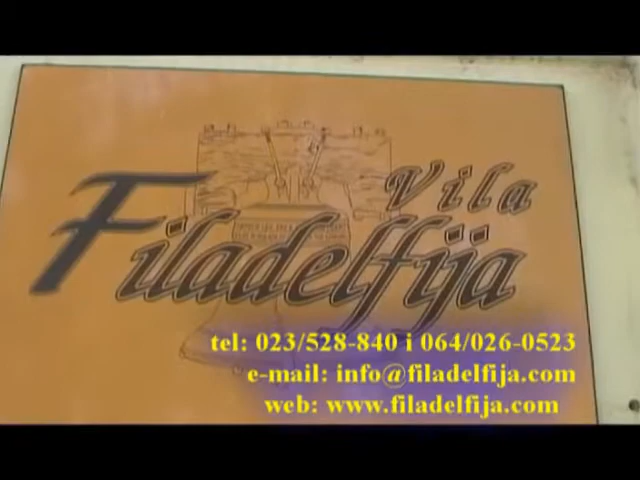 Vila
Filadelfija
tel: 023/528-840 i 064/026-0523
e-mail: info@filadelfija.com
web: www.filadelfija.com